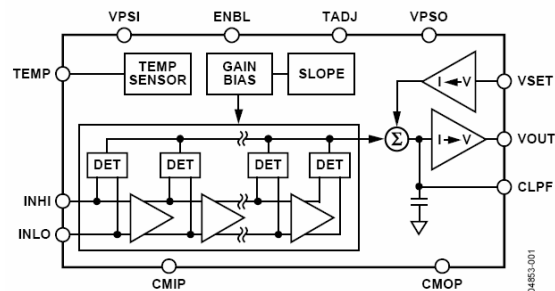 VPSI ENBL TADJ VPSO
TEMP
TEMP
SENSOR
GAIN
BIAS
SLOPE
I V
VSET
Σ
I V
VOUT
DET DET DET DET
CLPF
INHI
INLO
CMIP CMOP
04853-001